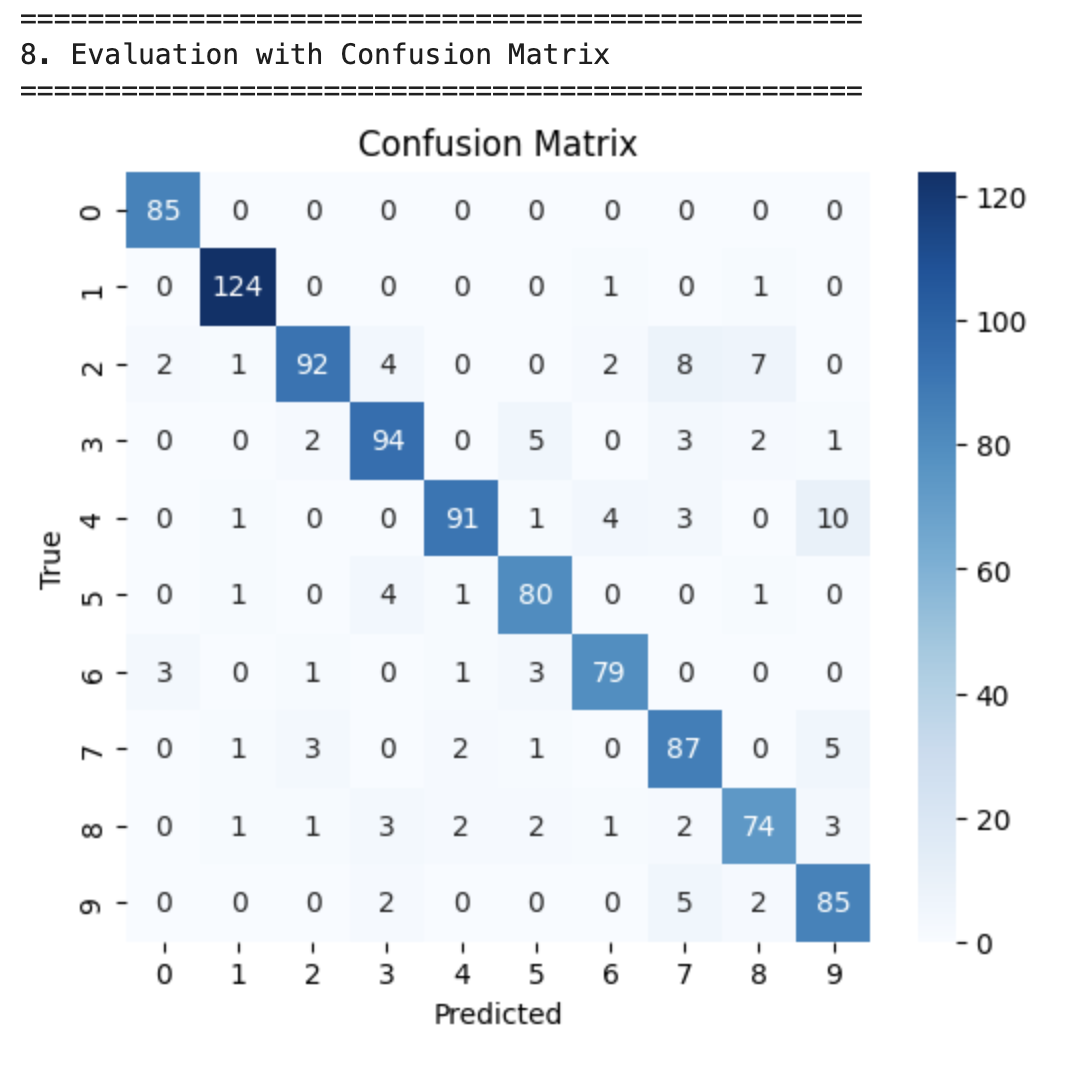 ==================================================
8. Evaluation with Confusion Matrix
==================================================
Confusion Matrix
0 85 0 0 0 0 0 0 0 0 0
1 0 124 0 0 0 0 1 0 1 0
2 2 1 92 4 0 0 2 8 7 0
3 0 0 2 94 0 5 0 3 2 1
4 0 1 0 0 91 1 4 3 0 10
5 0 1 0 4 1 80 0 0 1 0
6 3 0 1 0 1 3 79 0 0 0
7 0 1 3 0 2 1 0 87 0 5
8 0 1 1 3 2 2 1 2 74 3
9 0 0 0 2 0 0 0 5 2 85
True
0 1 2 3 4 5 6 7 8 9
Predicted
120
100
80
60
40
20
0